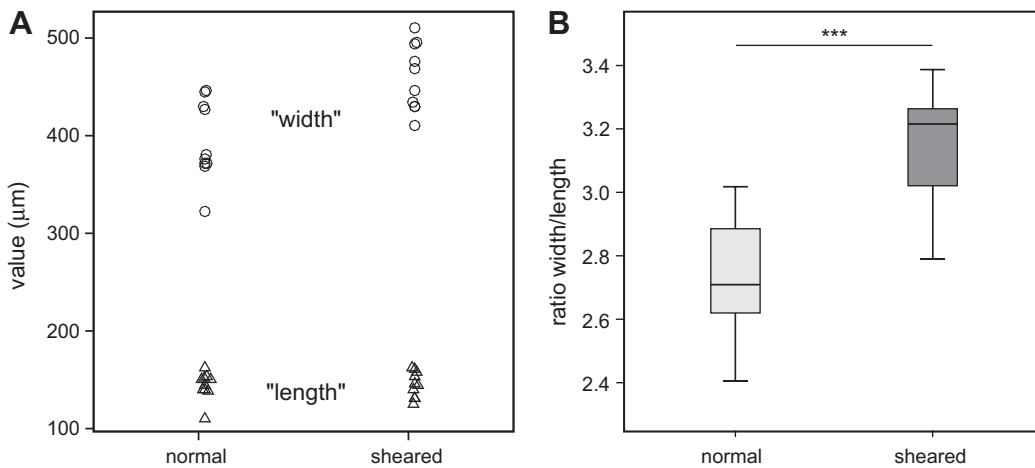 A
value (μm)
500
400
300
200
100
"width"
"length"
normal sheared
B
ratio width/length
3.4
3.2
3.0
2.8
2.6
2.4
***
normal sheared